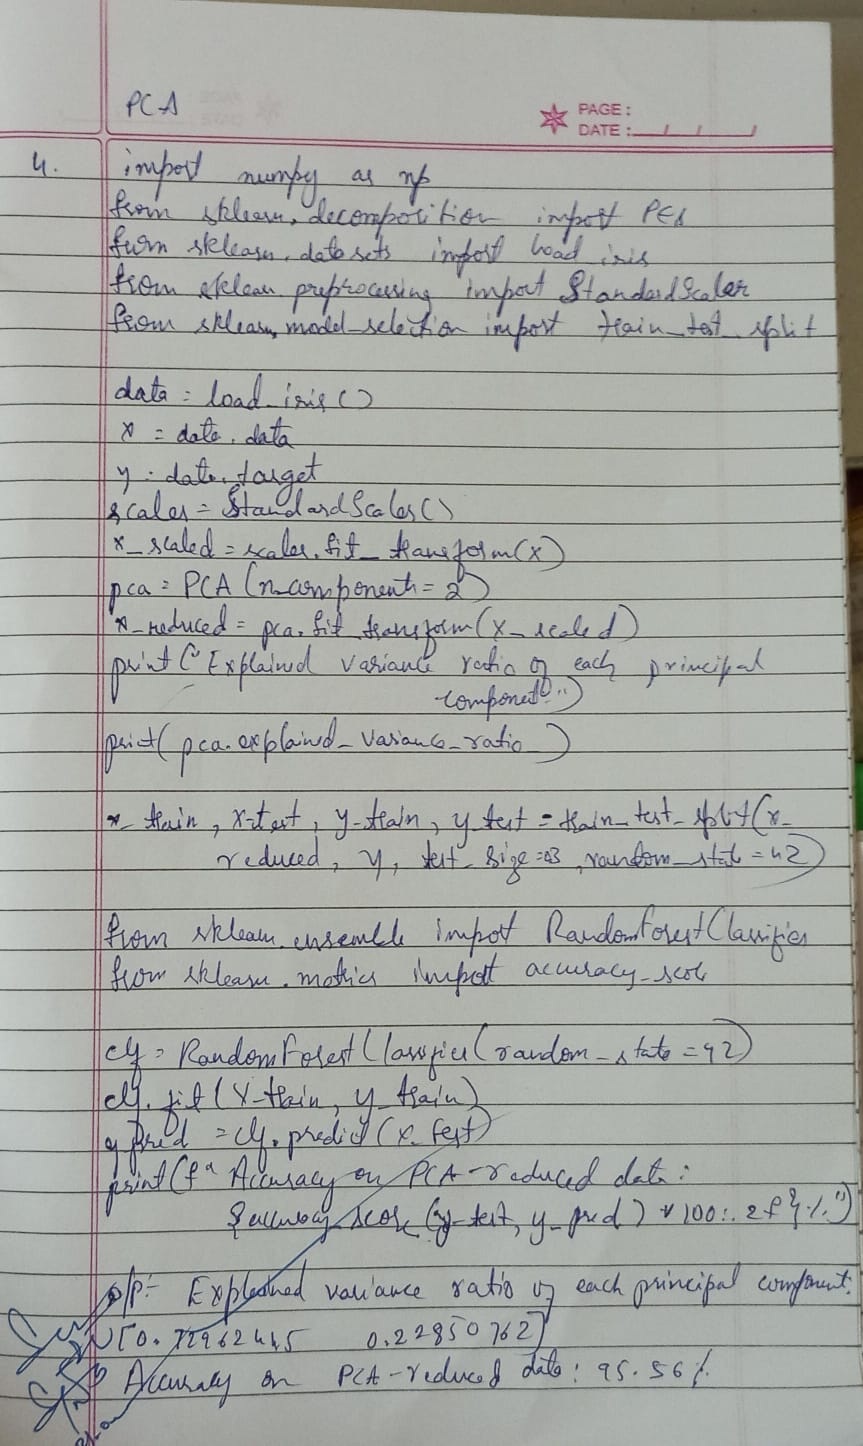 PCA
PAGE :
DATE :
4. import numpy as np
from sklearn.decomposition import PCA
from sklearn.datasets import load_iris
from sklearn.preprocessing import StandardScaler
from sklearn.model_selection import train_test_split
data = load_iris()
x = data.data
y = data.target
scaler = StandardScaler()
x_scaled = scaler.fit_transform(x)
pca = PCA (n_component = 2)
x_reduced = pca.fit_transform(x_scaled)
print ("Explained variance ratio of each principal
component:")
print(pca.explained_variance_ratio_)
x_train, x_test, y_train, y_test = train_test_split(x_
reduced, y, test_size=03, random_state = 42)
from sklearn.ensemble import RandomForestClassifier
from sklearn.metrics import accuracy_score
clf = RandomForestClassifier(random_state = 42)
clf.fit(x_train, y_train)
y_pred = clf.predict(x_test)
print(f" Accuracy on PCA-reduced data:
{accuracy_score(y_test, y_pred) * 100:.2f}%")
O/P:- Explained variance ratio of each principal component:
[0.72962445 0.22850762]
Accuracy on PCA-reduced data: 95.56%